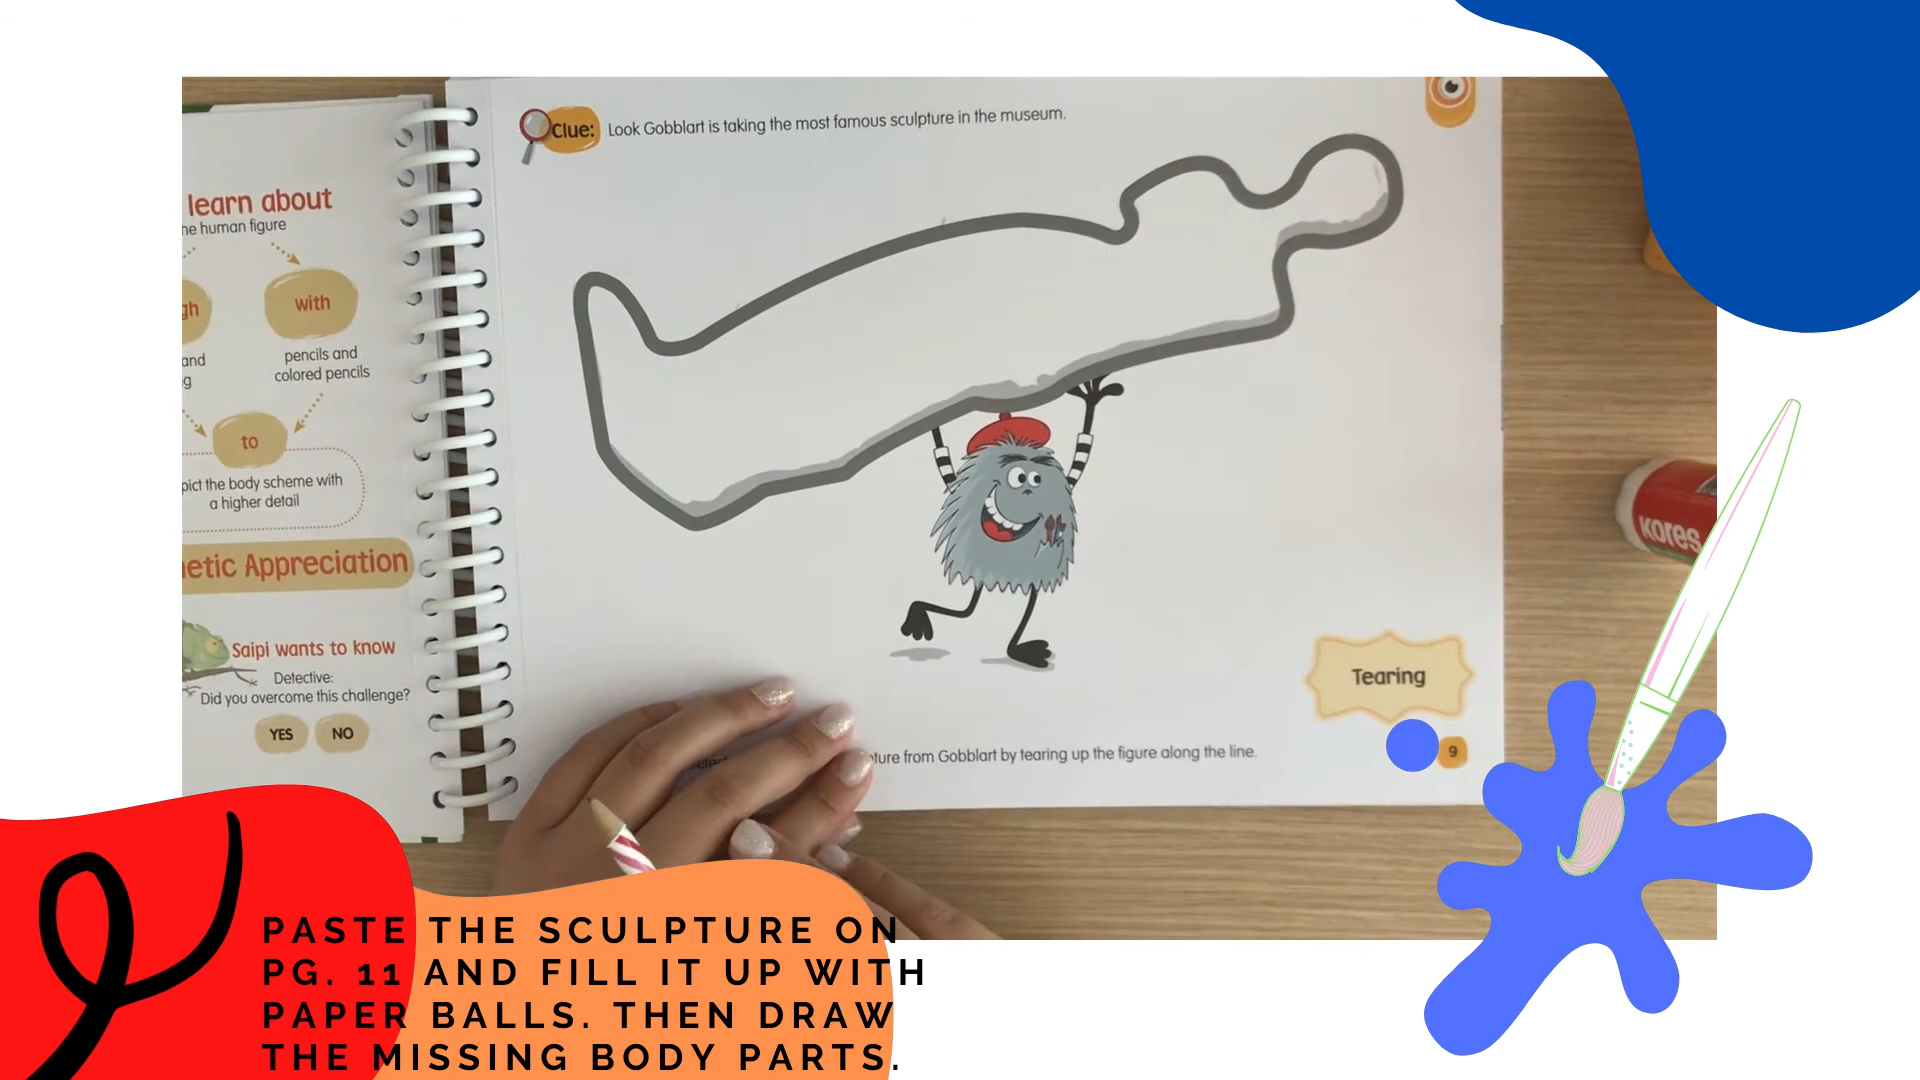 Clue: Look Gobblart is taking the most famous sculpture in the museum.
learn about
he human figure
gh
with
and
g
pencils and
colored pencils
to
pict the body scheme with
a higher detail
netic Appreciation
Saipi wants to know
Detective:
Did you overcome this challenge?
YES
NO
kores
Tearing
9
ture from Gobblart by tearing up the figure along the line.
PASTE THE SCULPTURE ON
PG. 11 AND FILL IT UP WITH
PAPER BALLS. THEN DRAW
THE MISSING BODY PARTS.